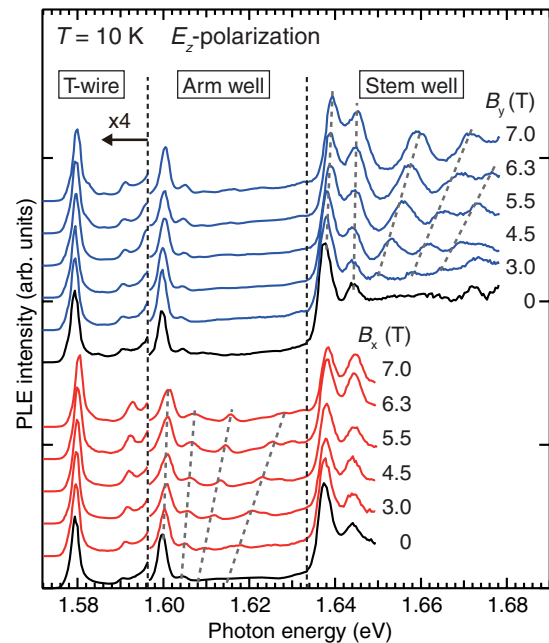 T = 10 K E_z-polarization
T-wire
Arm well
Stem well
x4
B_y (T)
7.0
6.3
5.5
4.5
3.0
0
B_x (T)
7.0
6.3
5.5
4.5
3.0
0
PLE intensity (arb. units)
1.58 1.60 1.62 1.64 1.66 1.68
Photon energy (eV)